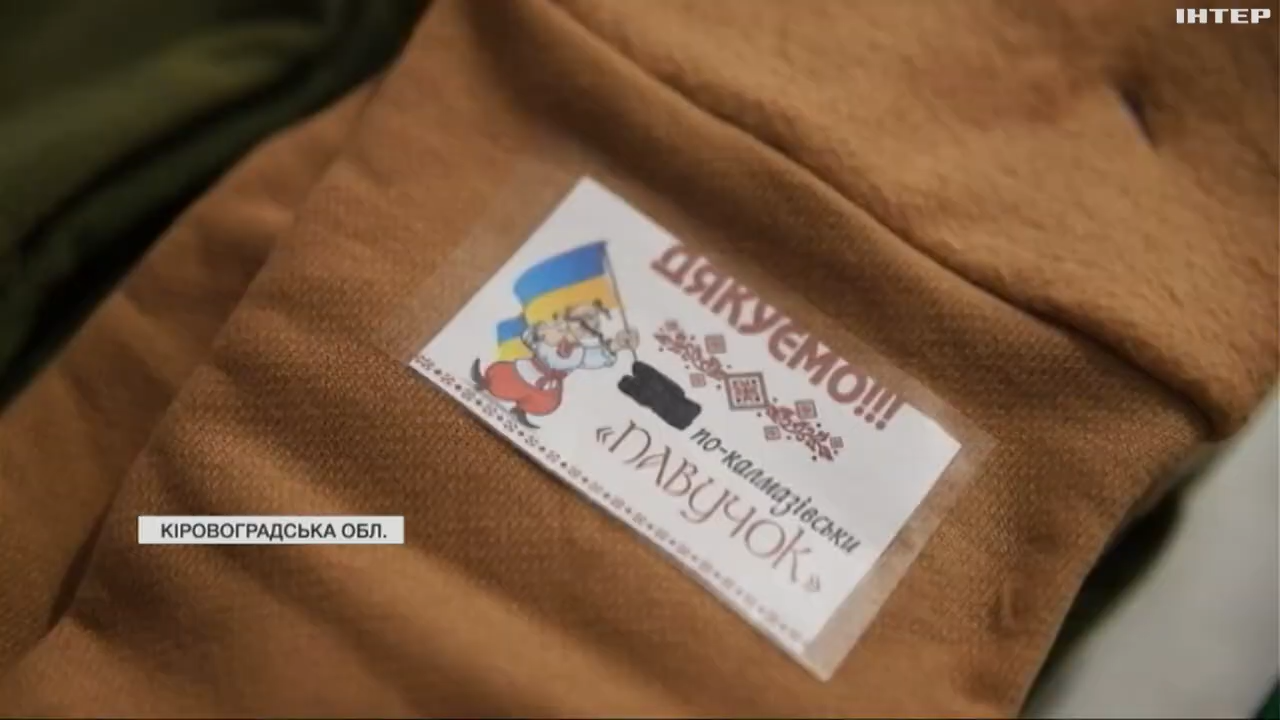 ІНТЕР
ДЯКУЄМО!!!
по-калмазівськи
«ПАВУЧОК»
КІРОВОГРАДСЬКА ОБЛ.